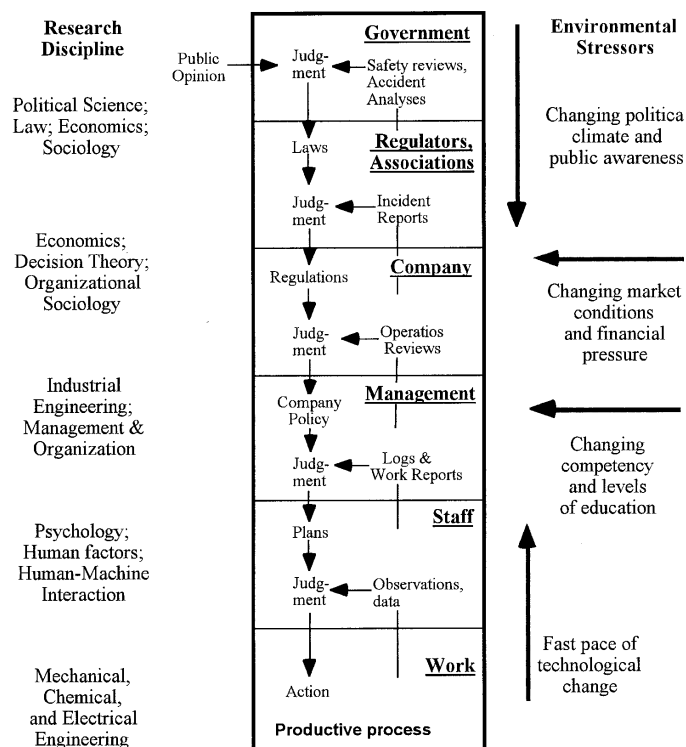 Research
Discipline
Political Science;
Law; Economics;
Sociology
Economics;
Decision Theory;
Organizational
Sociology
Industrial
Engineering;
Management &
Organization
Psychology;
Human factors;
Human-Machine
Interaction
Mechanical,
Chemical,
and Electrical
Engineering
Public
Opinion
Government
Judg-
ment
Safety reviews,
Accident
Analyses
Laws
Regulators,
Associations
Judg-
ment
Incident
Reports
Regulations
Company
Judg-
ment
Operatios
Reviews
Company
Policy
Management
Judg-
ment
Logs &
Work Reports
Plans
Staff
Judg-
ment
Observations,
data
Work
Action
Productive process
Environmental
Stressors
Changing politica
climate and
public awareness
Changing market
conditions
and financial
pressure
Changing
competency
and levels
of education
Fast pace of
technological
change